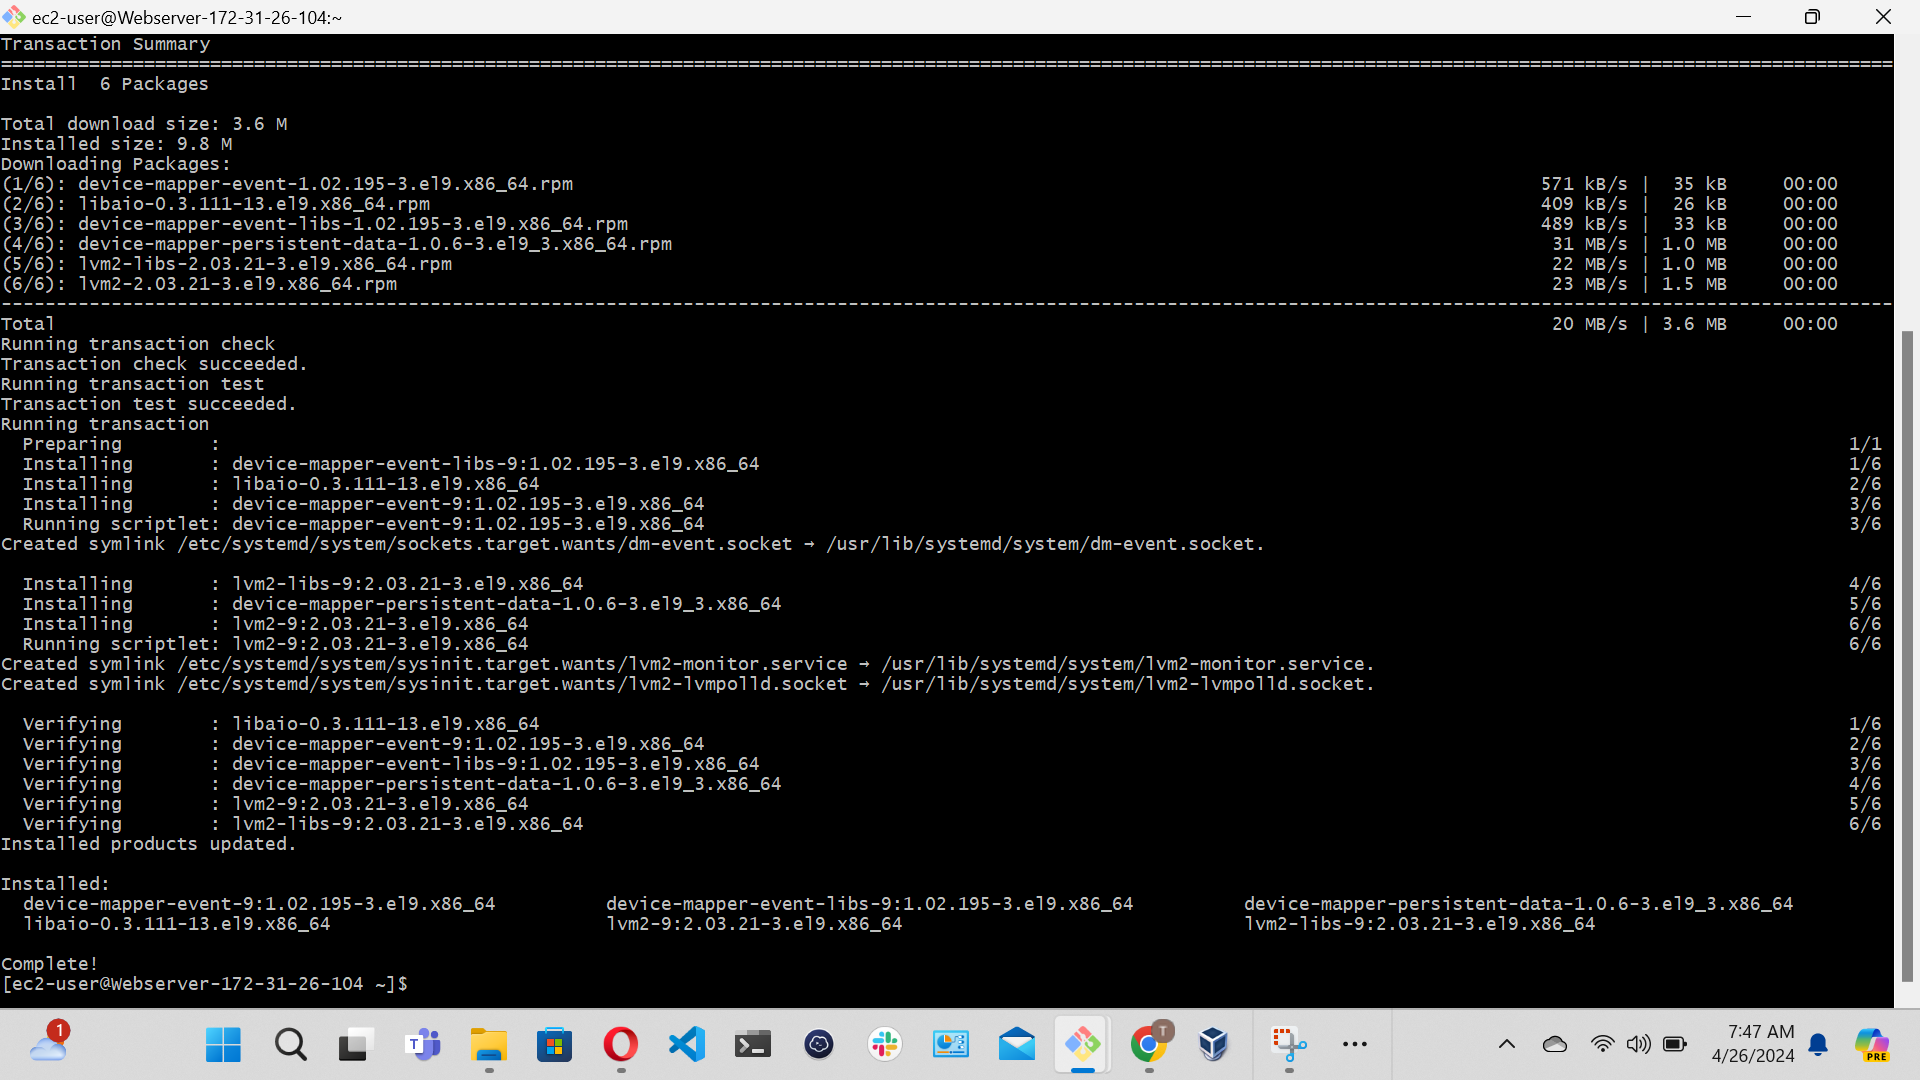 ec2-user@Webserver-172-31-26-104:~
Transaction Summary
================================================================================
Install  6 Packages
Total download size: 3.6 M
Installed size: 9.8 M
Downloading Packages:
(1/6): device-mapper-event-1.02.195-3.el9.x86_64.rpm 571 kB/s | 35 kB 00:00
(2/6): libaio-0.3.111-13.el9.x86_64.rpm 409 kB/s | 26 kB 00:00
(3/6): device-mapper-event-libs-1.02.195-3.el9.x86_64.rpm 489 kB/s | 33 kB 00:00
(4/6): device-mapper-persistent-data-1.0.6-3.el9_3.x86_64.rpm 31 MB/s | 1.0 MB 00:00
(5/6): lvm2-libs-2.03.21-3.el9.x86_64.rpm 22 MB/s | 1.0 MB 00:00
(6/6): lvm2-2.03.21-3.el9.x86_64.rpm 23 MB/s | 1.5 MB 00:00
--------------------------------------------------------------------------------
Total 20 MB/s | 3.6 MB 00:00
Running transaction check
Transaction check succeeded.
Running transaction test
Transaction test succeeded.
Running transaction
Preparing : 1/1
Installing : device-mapper-event-libs-9:1.02.195-3.el9.x86_64 1/6
Installing : libaio-0.3.111-13.el9.x86_64 2/6
Installing : device-mapper-event-9:1.02.195-3.el9.x86_64 3/6
Running scriptlet: device-mapper-event-9:1.02.195-3.el9.x86_64 3/6
Created symlink /etc/systemd/system/sockets.target.wants/dm-event.socket → /usr/lib/systemd/system/dm-event.socket.
Installing : lvm2-libs-9:2.03.21-3.el9.x86_64 4/6
Installing : device-mapper-persistent-data-1.0.6-3.el9_3.x86_64 5/6
Installing : lvm2-9:2.03.21-3.el9.x86_64 6/6
Running scriptlet: lvm2-9:2.03.21-3.el9.x86_64 6/6
Created symlink /etc/systemd/system/sysinit.target.wants/lvm2-monitor.service → /usr/lib/systemd/system/lvm2-monitor.service.
Created symlink /etc/systemd/system/sysinit.target.wants/lvm2-lvmpolld.socket → /usr/lib/systemd/system/lvm2-lvmpolld.socket.
Verifying : libaio-0.3.111-13.el9.x86_64 1/6
Verifying : device-mapper-event-9:1.02.195-3.el9.x86_64 2/6
Verifying : device-mapper-event-libs-9:1.02.195-3.el9.x86_64 3/6
Verifying : device-mapper-persistent-data-1.0.6-3.el9_3.x86_64 4/6
Verifying : lvm2-9:2.03.21-3.el9.x86_64 5/6
Verifying : lvm2-libs-9:2.03.21-3.el9.x86_64 6/6
Installed products updated.
Installed:
device-mapper-event-9:1.02.195-3.el9.x86_64 device-mapper-event-libs-9:1.02.195-3.el9.x86_64 device-mapper-persistent-data-1.0.6-3.el9_3.x86_64
libaio-0.3.111-13.el9.x86_64 lvm2-9:2.03.21-3.el9.x86_64 lvm2-libs-9:2.03.21-3.el9.x86_64
Complete!
[ec2-user@Webserver-172-31-26-104 ~]$
1
T
T
7:47 AM
4/26/2024
PRE